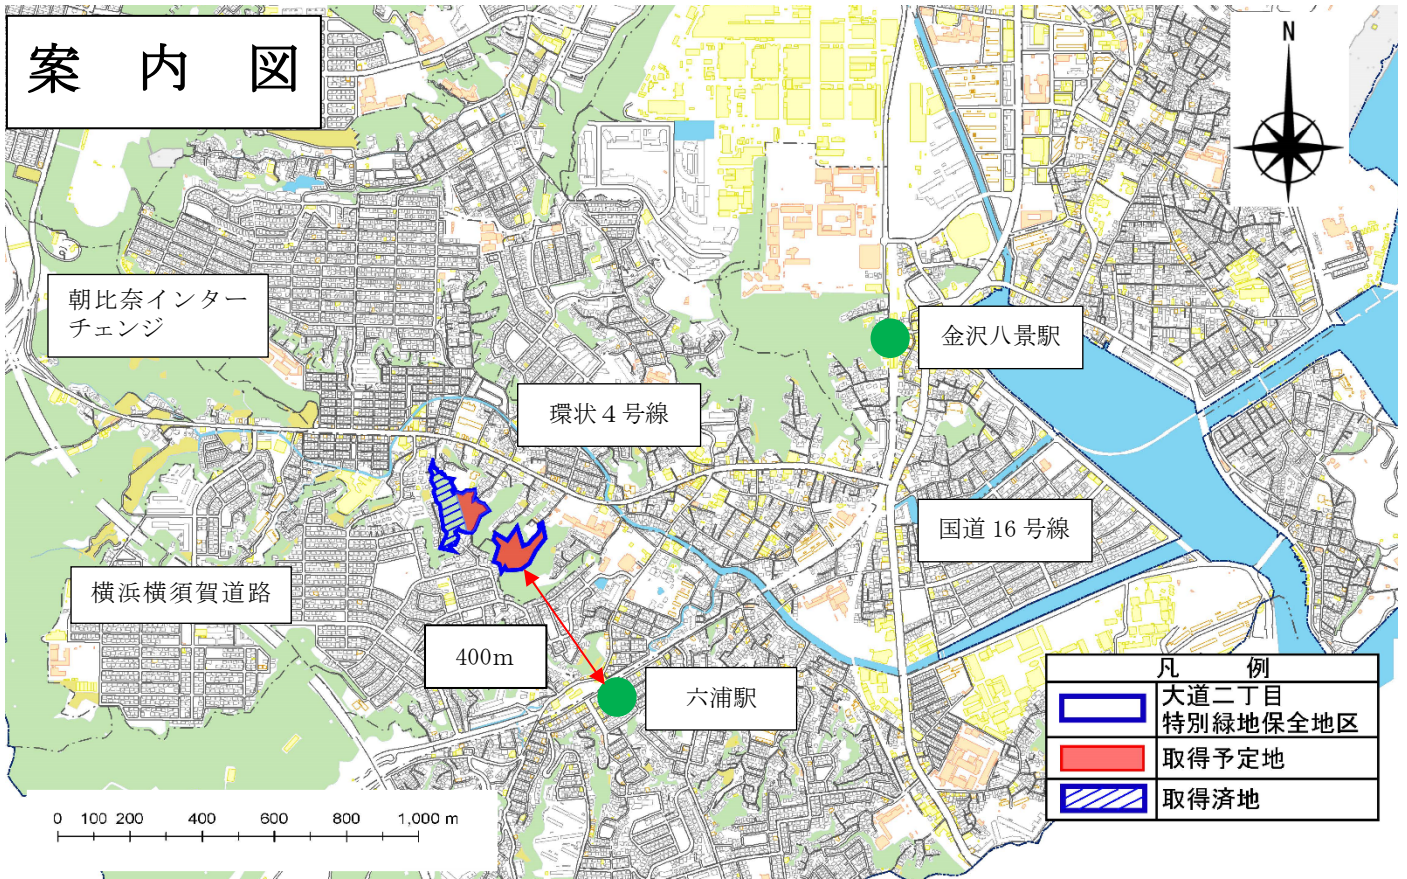 案 内 図
N
朝比奈インター
チェンジ
金沢八景駅
環状4号線
国道16号線
横浜横須賀道路
400m
六浦駅
凡 例
大道二丁目
特別緑地保全地区
取得予定地
取得済地
0 100 200 400 600 800 1,000 m